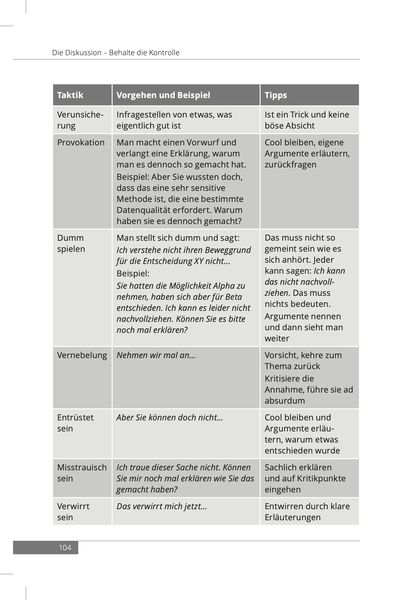 Die Diskussion – Behalte die Kontrolle
Taktik Vorgehen und Beispiel Tipps
Verunsiche-
rung
Infragestellen von etwas, was
eigentlich gut ist
Ist ein Trick und keine
böse Absicht
Provokation
Man macht einen Vorwurf und
verlangt eine Erklärung, warum
man es dennoch so gemacht hat.
Beispiel: Aber Sie wussten doch,
dass das eine sehr sensitive
Methode ist, die eine bestimmte
Datenqualität erfordert. Warum
haben sie es dennoch gemacht?
Cool bleiben, eigene
Argumente erläutern,
zurückfragen
Dumm
spielen
Man stellt sich dumm und sagt:
Ich verstehe nicht ihren Beweggrund
für die Entscheidung XY nicht...
Beispiel:
Sie hatten die Möglichkeit Alpha zu
nehmen, haben sich aber für Beta
entschieden. Ich kann es leider nicht
nachvollziehen. Können Sie es bitte
noch mal erklären?
Das muss nicht so
gemeint sein wie es
sich anhört. Jeder
kann sagen: Ich kann
das nicht nachvoll-
ziehen. Das muss
nichts bedeuten.
Argumente nennen
und dann sieht man
weiter
Vernebelung
Nehmen wir mal an...
Vorsicht, kehre zum
Thema zurück
Kritisiere die
Annahme, führe sie ad
absurdum
Entrüstet
sein
Aber Sie können doch nicht...
Cool bleiben und
Argumente erläu-
tern, warum etwas
entschieden wurde
Misstrauisch
sein
Ich traue dieser Sache nicht. Können
Sie mir noch mal erklären wie Sie das
gemacht haben?
Sachlich erklären
und auf Kritikpunkte
eingehen
Verwirrt
sein
Das verwirrt mich jetzt...
Entwirren durch klare
Erläuterungen
104